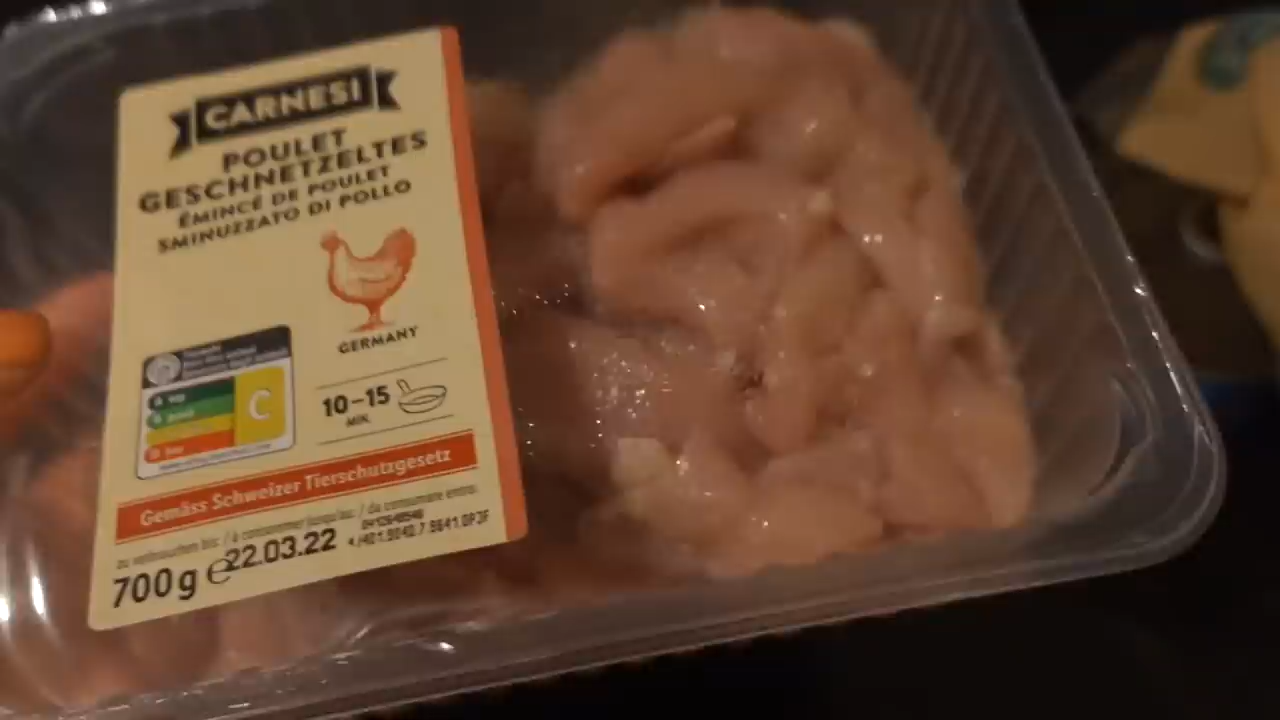 CARNESI
POULET
GESCHNETZELTES
ÉMINCÉ DE POULET
SMINUZZATO DI POLLO
GERMANY
10-15
MIN.
C
Gemäss Schweizer Tierschutzgesetz
zu verbrauchen bis: / à consommer jusqu'au: / da consumare entro:
22.03.22
700g e